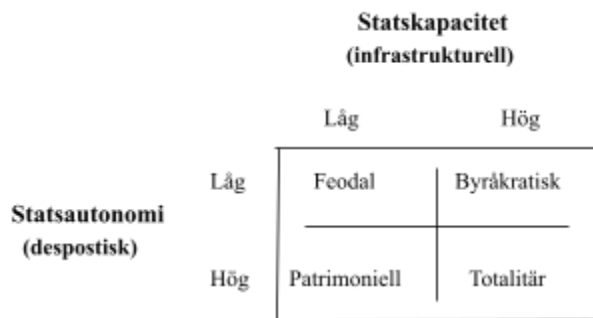 Statskapacitet
(infrastrukturell)
Låg Hög
Låg Feodal Byråkratisk
Statsautonomi
(despostisk)
Hög Patrimoniell Totalitär